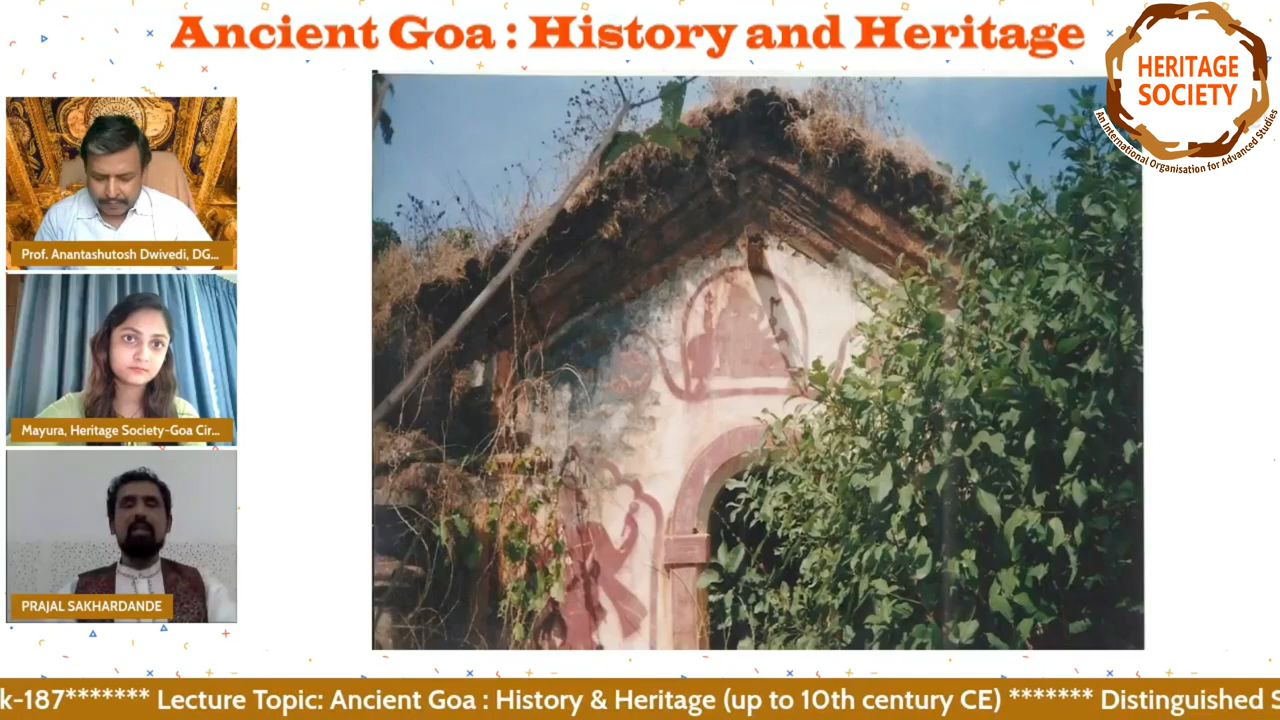 Ancient Goa : History and Heritage
HERITAGE
SOCIETY
An International Organisation for Advanced Studies
Prof. Anantashutosh Dwivedi, DG...
Mayura, Heritage Society-Goa Cir...
PRAJAL SAKHARDANDE
k-187******* Lecture Topic: Ancient Goa : History & Heritage (up to 10th century CE) ******* Distinguished S